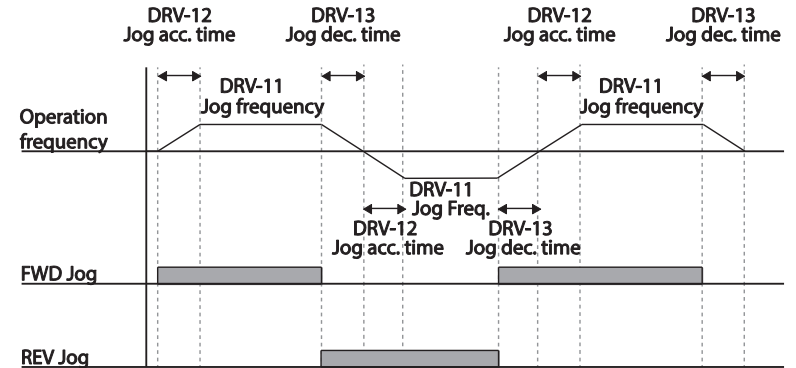 DRV-12
Jog acc. time
DRV-13
Jog dec. time
DRV-12
Jog acc. time
DRV-13
Jog dec. time
DRV-11
Jog frequency
DRV-11
Jog frequency
Operation
frequency
DRV-11
Jog Freq.
DRV-12
Jog acc. time
DRV-13
Jog dec. time
FWD Jog
REV Jog